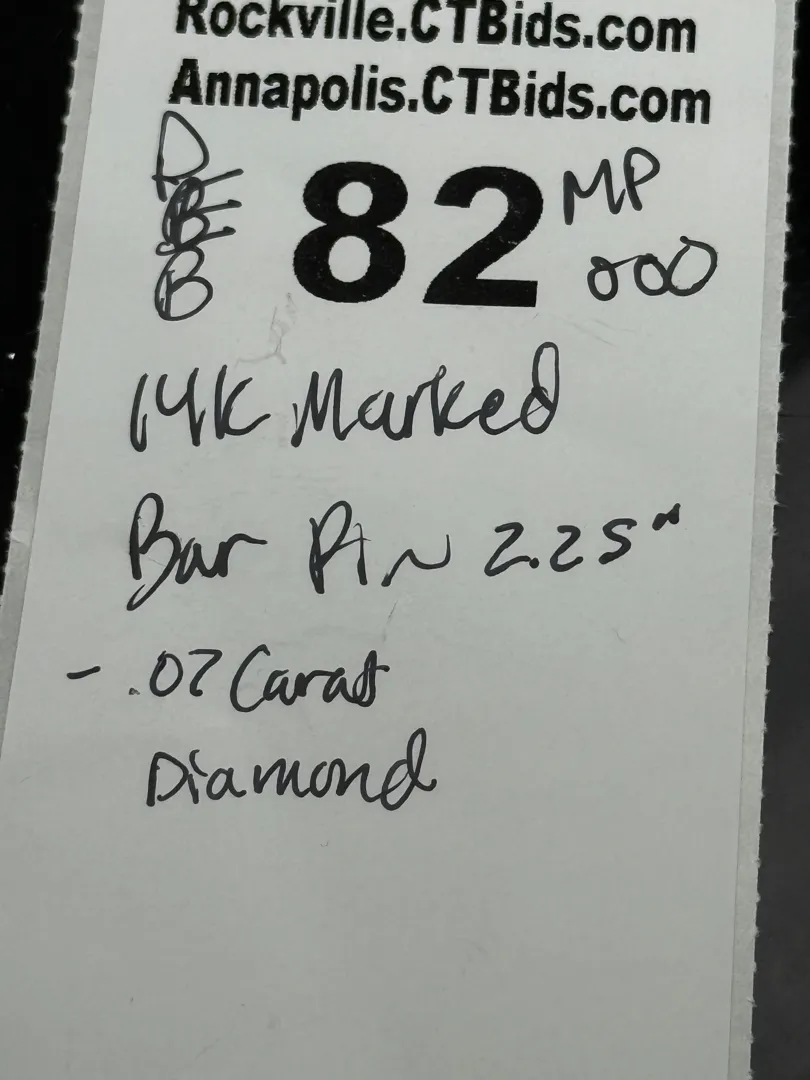 Rockville.CTBids.com
Annapolis.CTBids.com
D
B
82
MP
000
14K Marked
Bar Pin 2.25"
- .07 Carat
Diamond